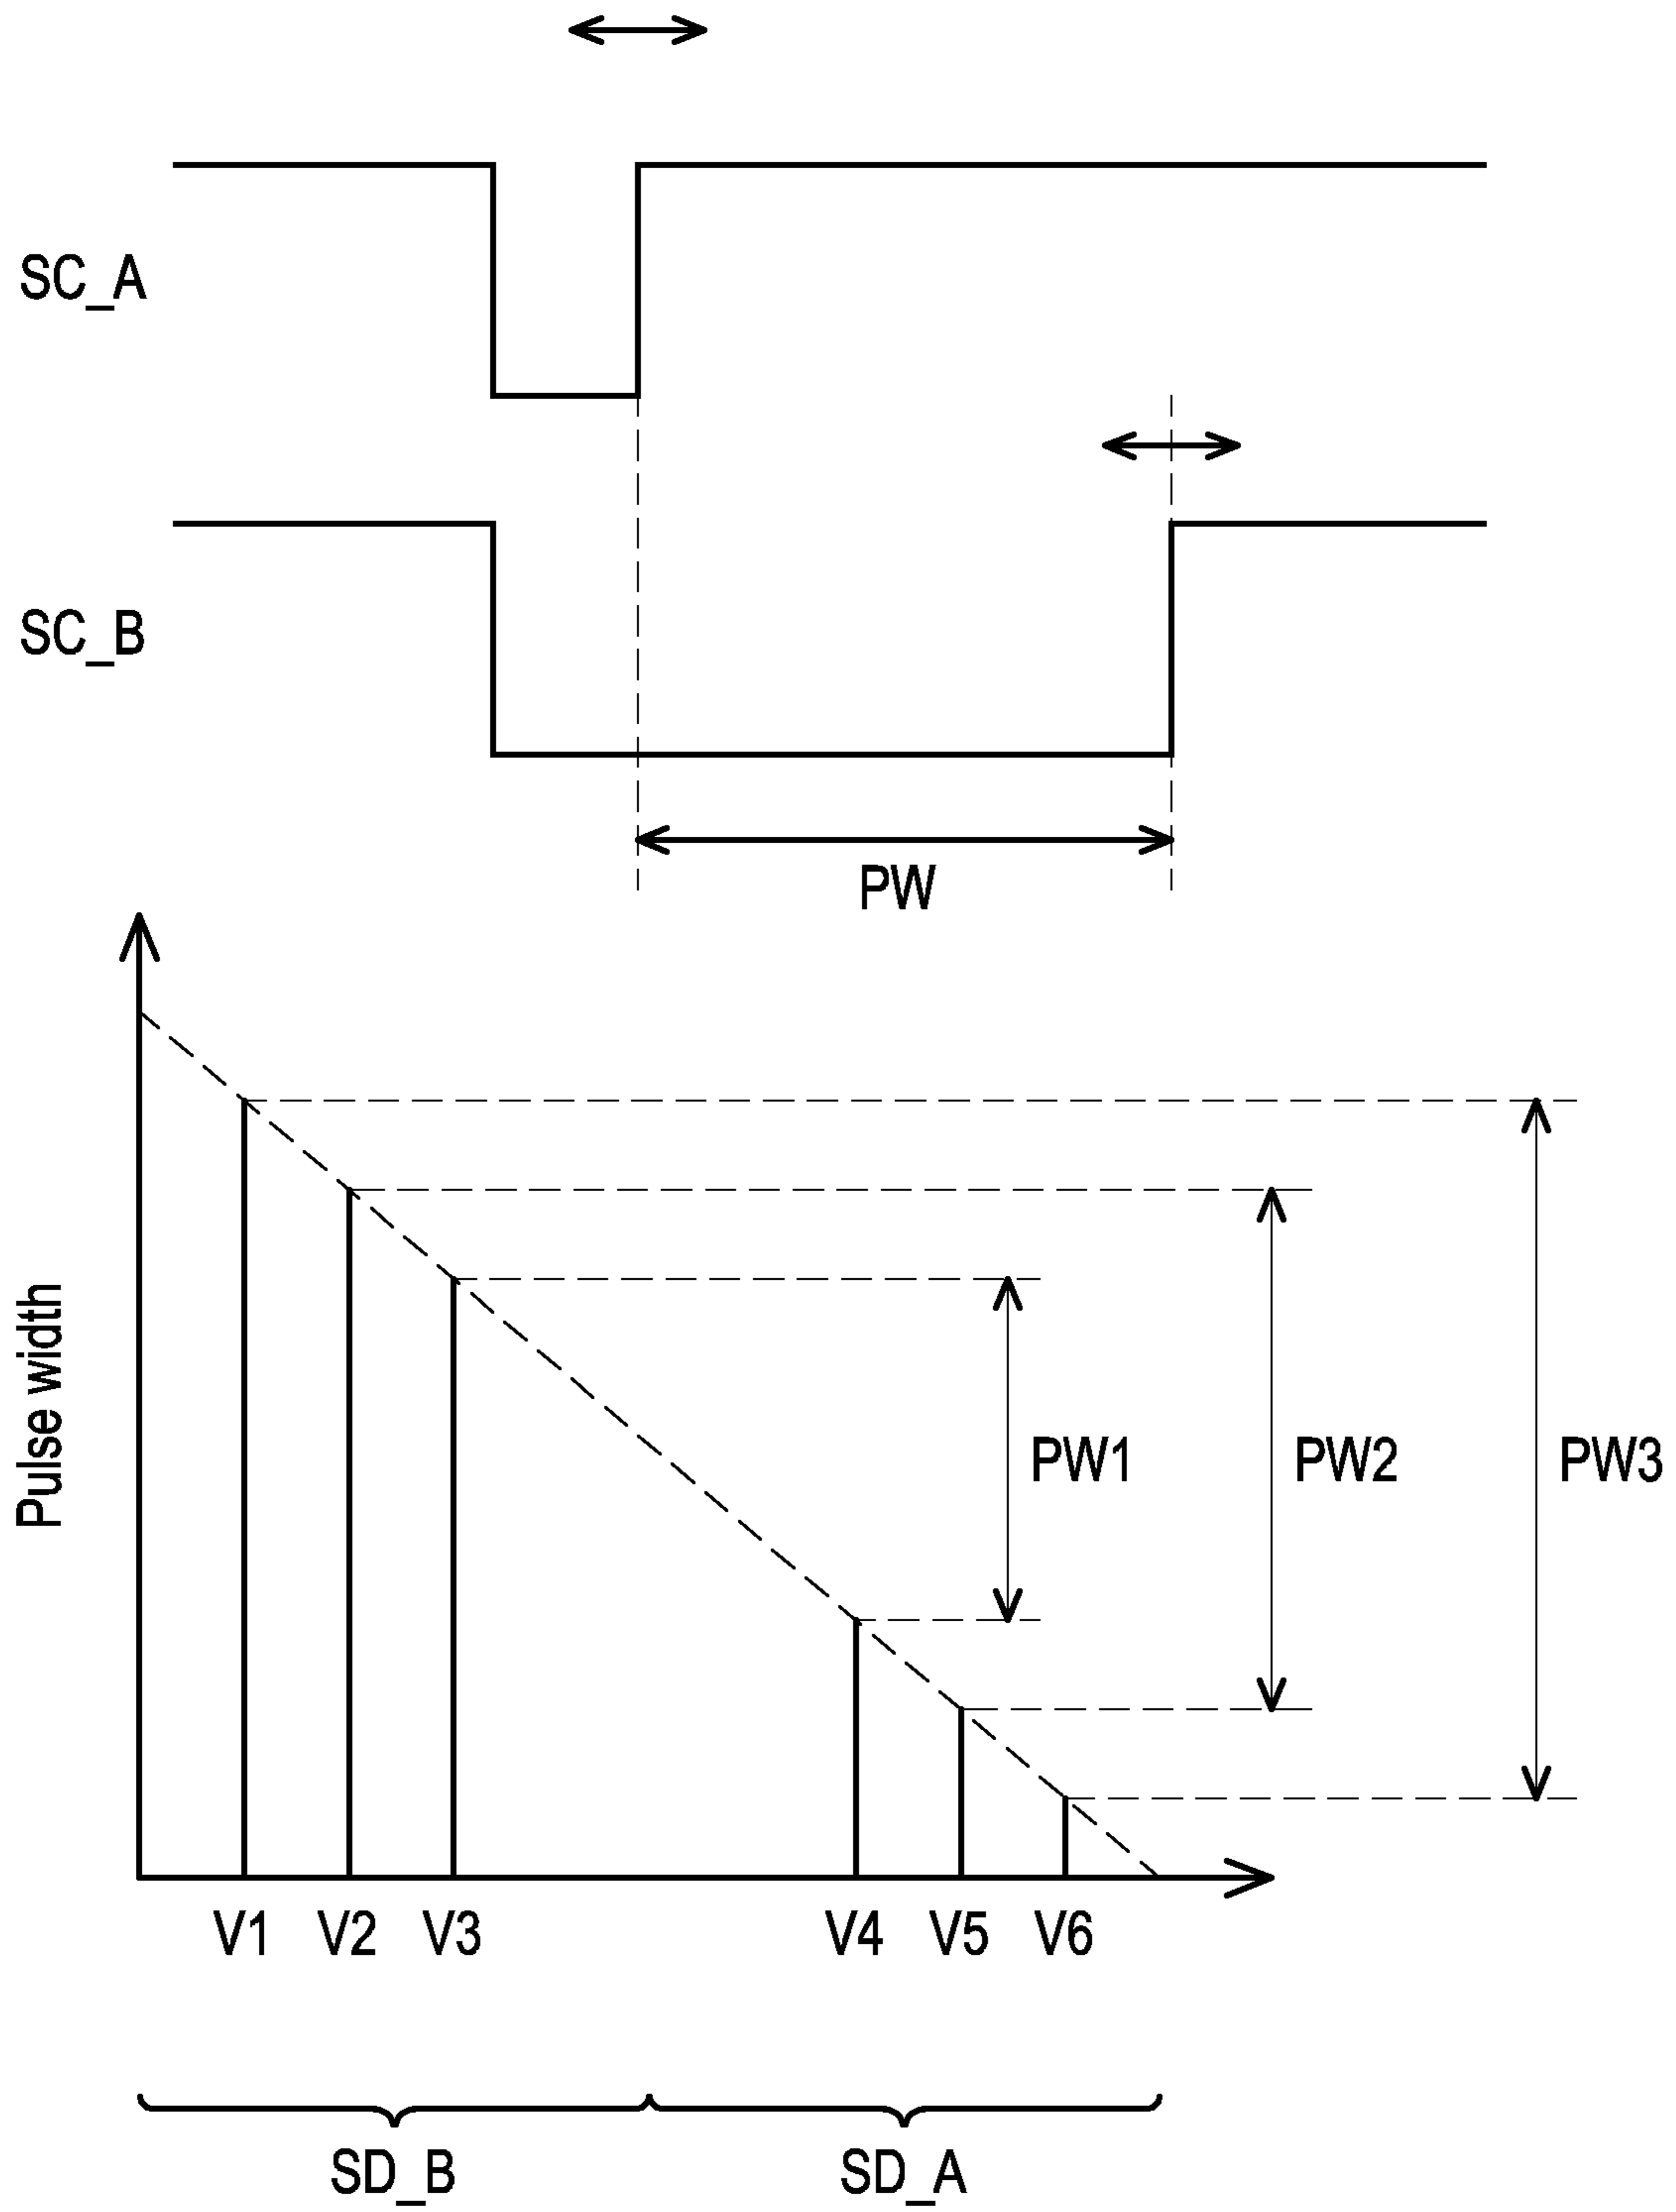 SC_A
SC_B
PW
Pulse width
PW1 PW2 PW3
V1 V2 V3 V4 V5 V6
SD_B SD_A